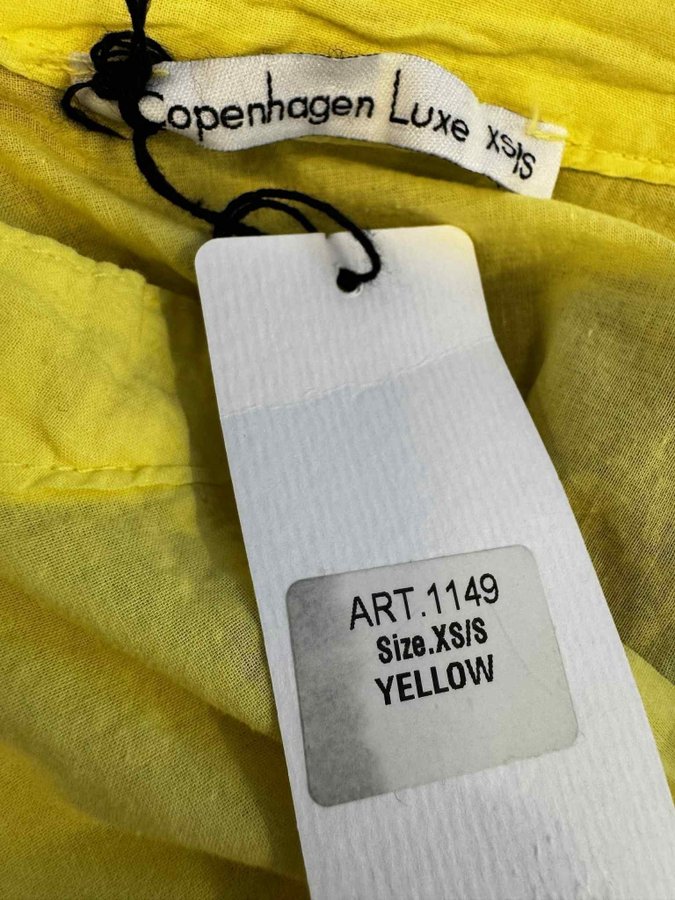 Copenhagen Luxe XS|S
ART.1149
Size.XS/S
YELLOW